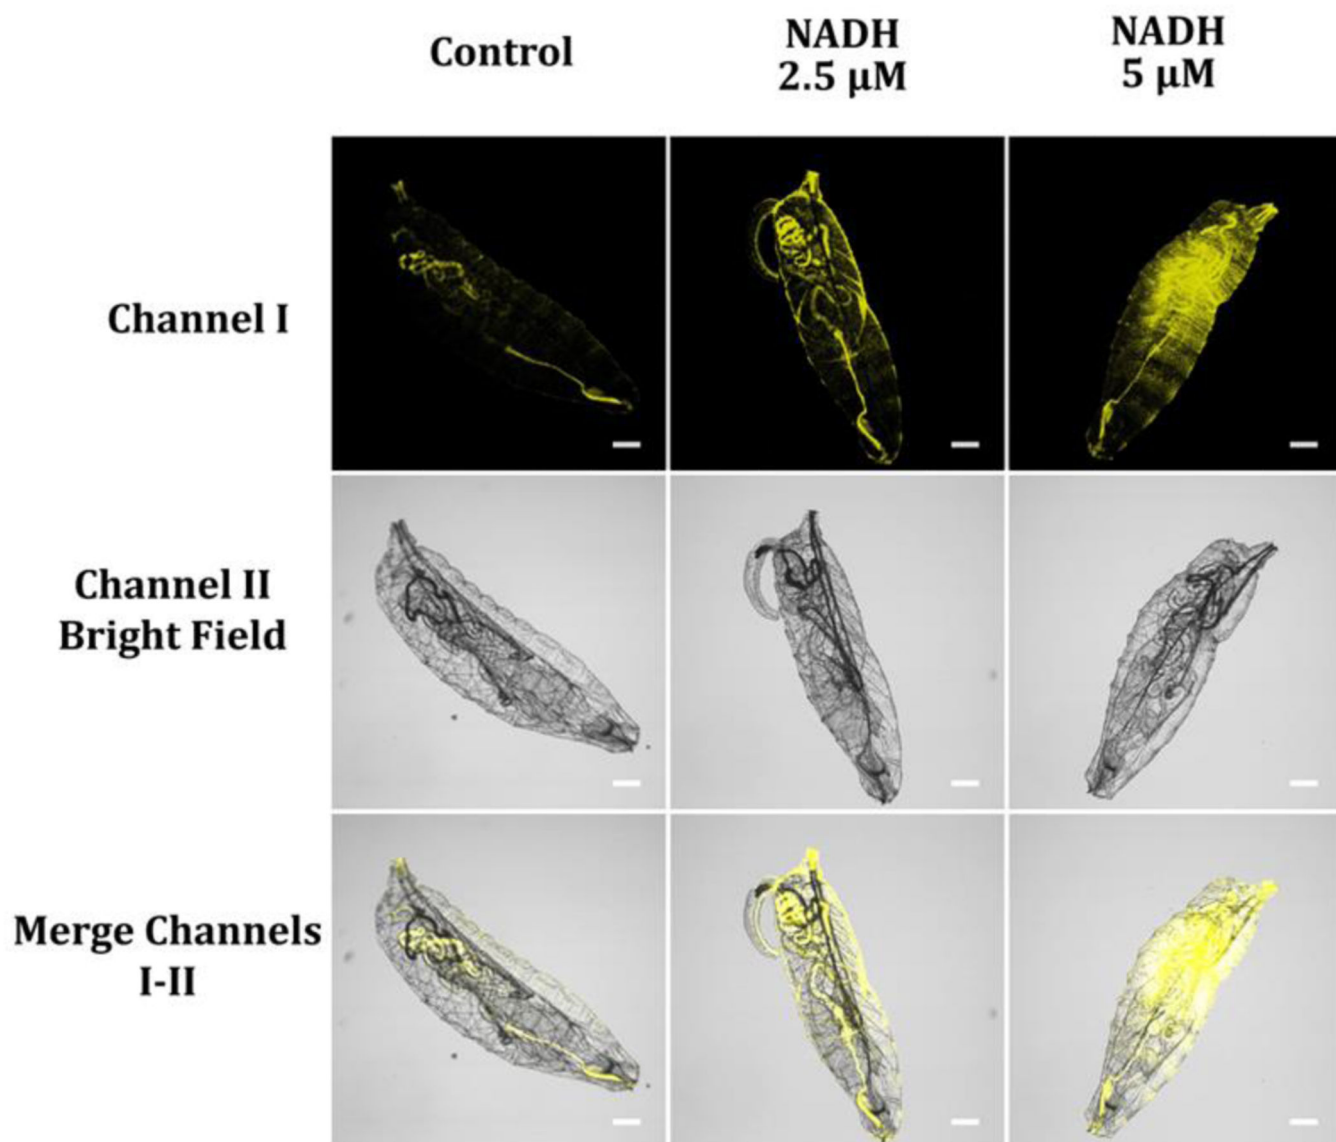 Control
NADH
2.5 μM
NADH
5 μM
Channel I
Channel II
Bright Field
Merge Channels
I-II